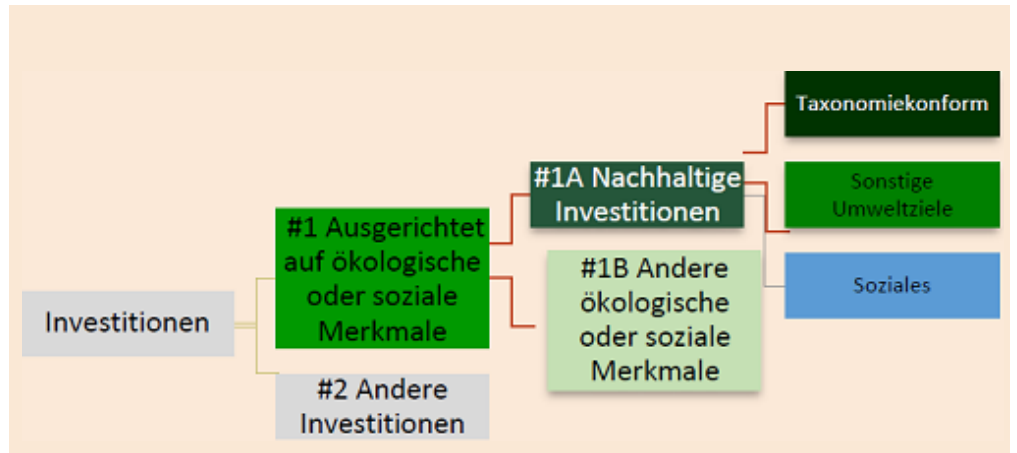 Investitionen
#1 Ausgerichtet
auf ökologische
oder soziale
Merkmale
#2 Andere
Investitionen
#1A Nachhaltige
Investitionen
#1B Andere
ökologische
oder soziale
Merkmale
Taxonomiekonform
Sonstige
Umweltziele
Soziales